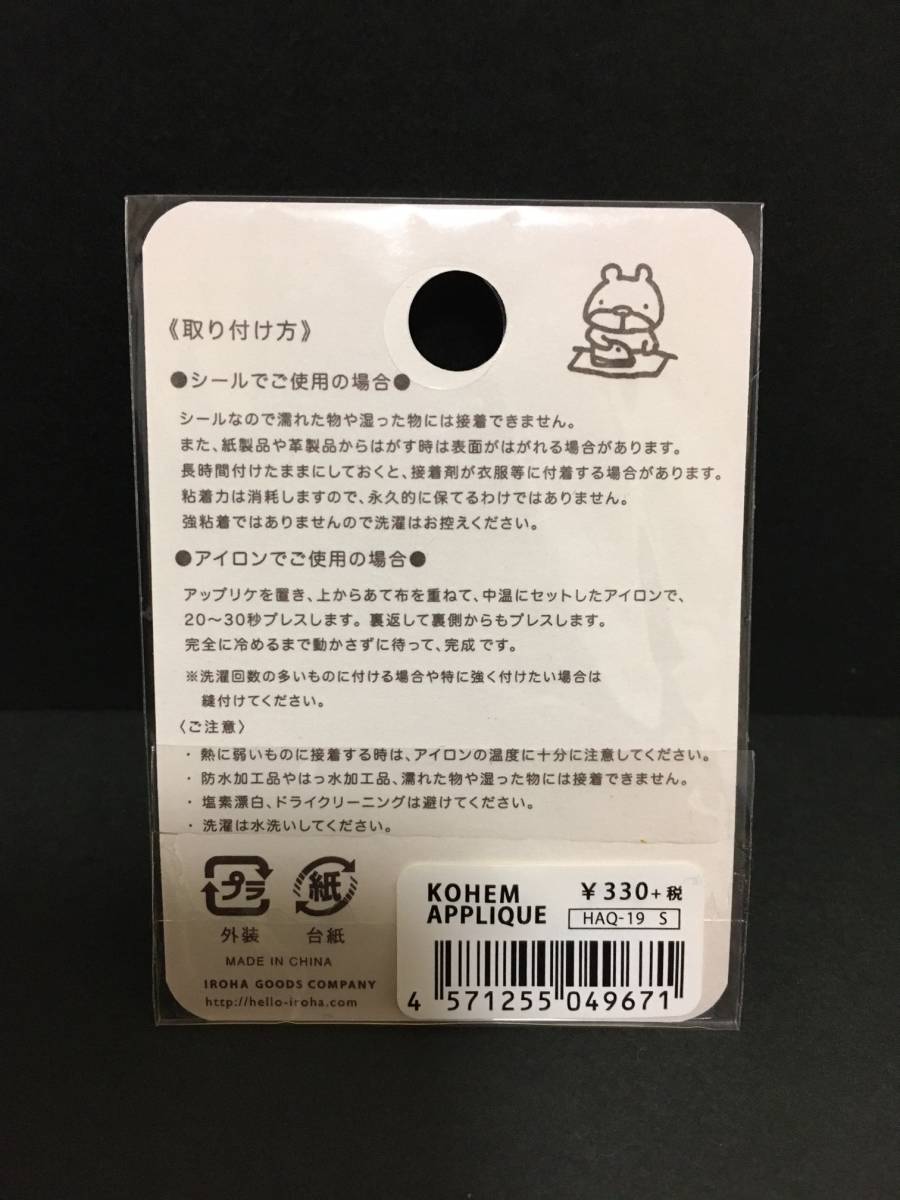 《取り付け方》
●シールでご使用の場合●
シールなので濡れた物や湿った物には接着できません。
また、紙製品や革製品からはがす時は表面がはがれる場合があります。
長時間付けたままにしておくと、接着剤が衣服等に付着する場合があります。
粘着力は消耗しますので、永久的に保てるわけではありません。
強粘着ではありませんので洗濯はお控えください。
●アイロンでご使用の場合●
アップリケを置き、上からあて布を重ねて、中温にセットしたアイロンで、
20〜30秒プレスします。裏返して裏側からもプレスします。
完全に冷めるまで動かさずに待って、完成です。
※洗濯回数の多いものに付ける場合や特に強く付けたい場合は
縫付けてください。
〈ご注意〉
・熱に弱いものに接着する時は、アイロンの温度に十分に注意してください。
・防水加工品やはっ水加工品、濡れた物や湿った物には接着できません。
・塩素漂白、ドライクリーニングは避けてください。
・洗濯は水洗いしてください。
プラ 紙
外装 台紙
MADE IN CHINA
IROHA GOODS COMPANY
http://hello-iroha.com
KOHEM
APPLIQUE
¥330+税
HAQ-19 S
4 571255 049671